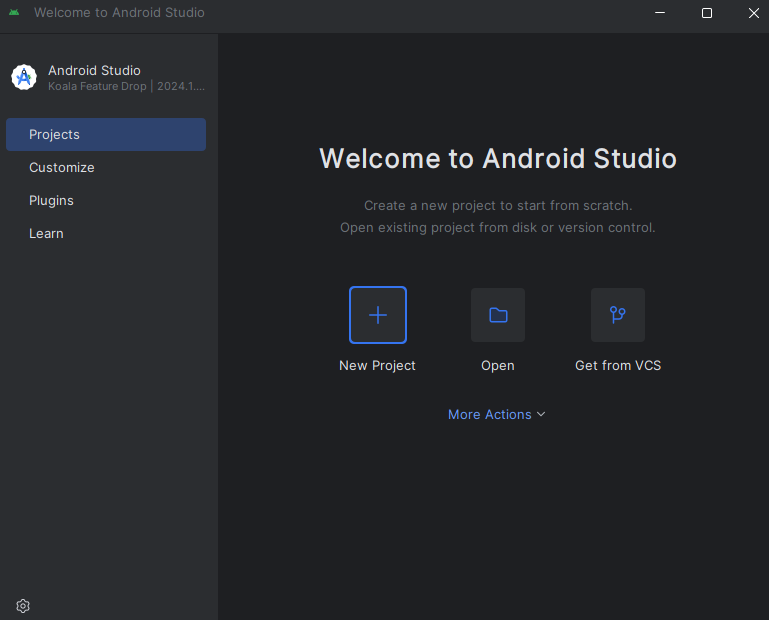 Welcome to Android Studio
Android Studio
Koala Feature Drop | 2024.1....
Projects
Customize
Plugins
Learn
Welcome to Android Studio
Create a new project to start from scratch.
Open existing project from disk or version control.
New Project
Open
Get from VCS
More Actions